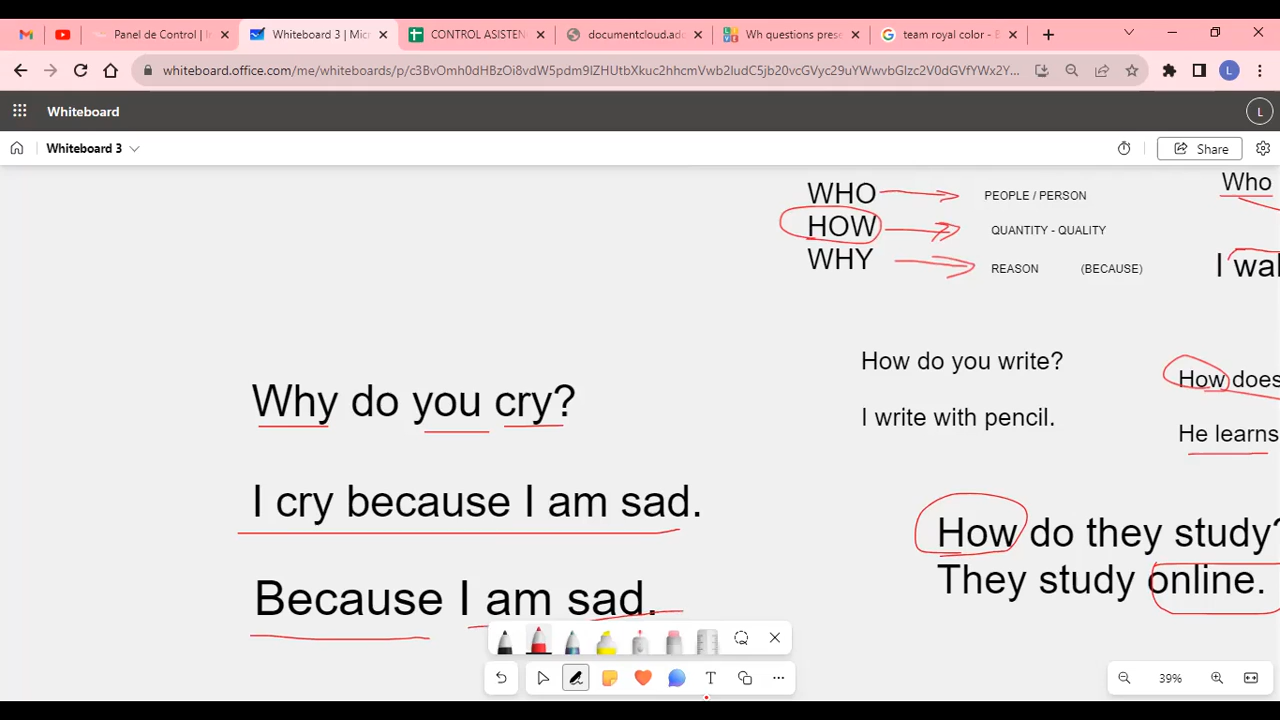 Panel de Control | I
Whiteboard 3 | Mic
CONTROL ASISTEN
documentcloud.ad
Wh questions pres
team royal color - B
whiteboard.office.com/me/whiteboards/p/
Whiteboard
L
Whiteboard 3
Share
WHO PEOPLE / PERSON
HOW QUANTITY - QUALITY
WHY REASON (BECAUSE)
Who
I wal
How do you write?
I write with pencil.
How does
He learns
Why do you cry?
I cry because I am sad.
Because I am sad.
How do they study?
They study online.
39%